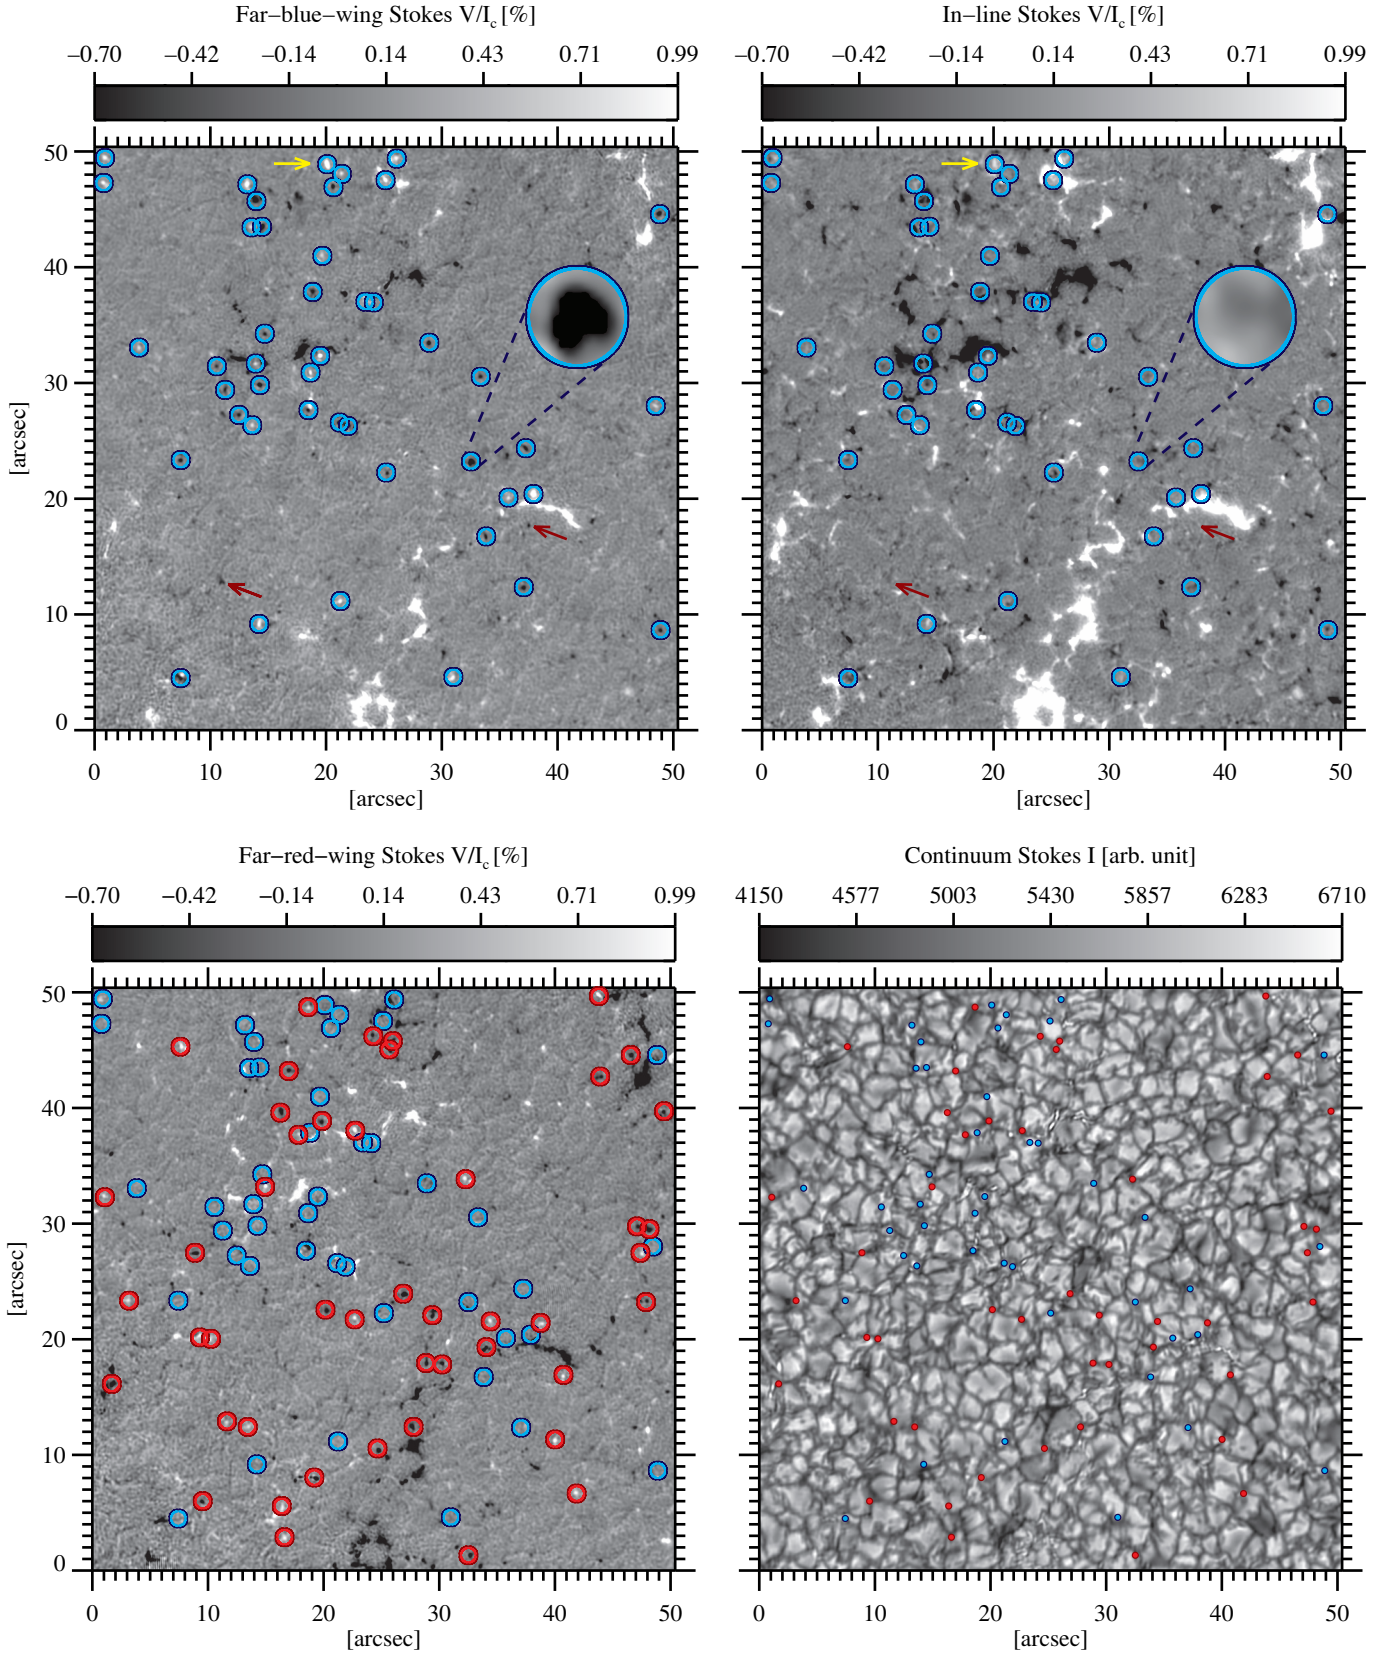 Far−blue−wing Stokes V/Ic [%]
−0.70 −0.42 −0.14 0.14 0.43 0.71 0.99
50
40
30
20
10
0
[arcsec]
0 10 20 30 40 50
[arcsec]
In−line Stokes V/Ic [%]
−0.70 −0.42 −0.14 0.14 0.43 0.71 0.99
0 10 20 30 40 50
[arcsec]
Far−red−wing Stokes V/Ic [%]
−0.70 −0.42 −0.14 0.14 0.43 0.71 0.99
50
40
30
20
10
0
[arcsec]
0 10 20 30 40 50
[arcsec]
Continuum Stokes I [arb. unit]
4150 4577 5003 5430 5857 6283 6710
0 10 20 30 40 50
[arcsec]